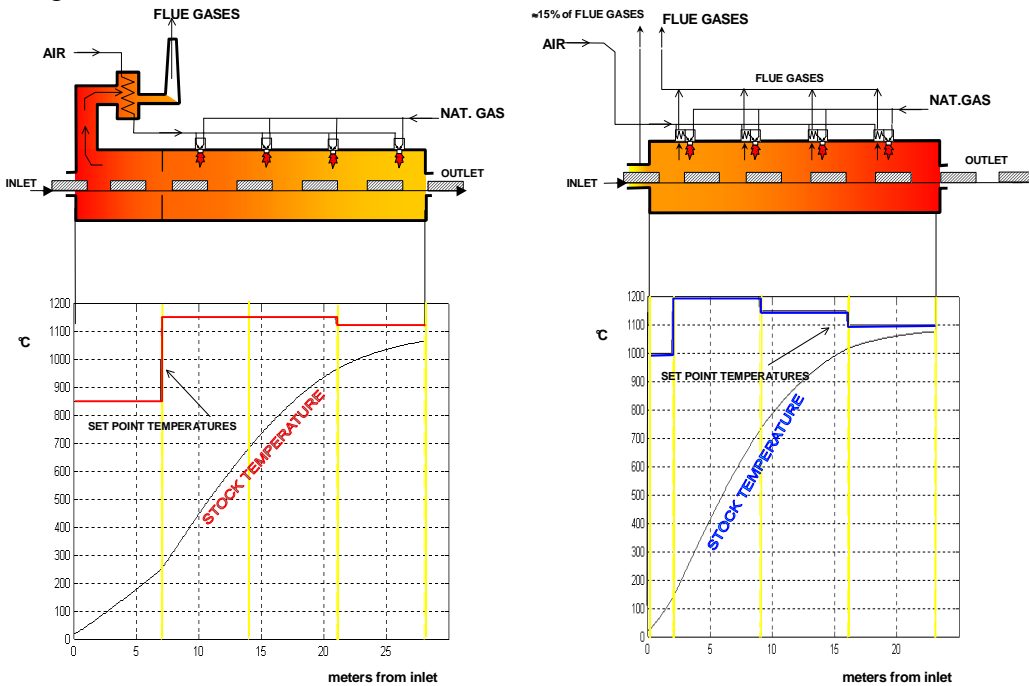 FLUE GASES
AIR
NAT. GAS
INLET
OUTLET
1200
1100
°C
1000
900
800
700
600
500
400
300
200
100
0
SET POINT TEMPERATURES
STOCK TEMPERATURE
0
5
10
15
20
25
meters from inlet
≈15% of FLUE GASES
FLUE GASES
AIR
FLUE GASES
NAT.GAS
INLET
OUTLET
1200
1100
°C
1000
900
800
700
600
500
400
300
200
100
0
SET POINT TEMPERATURES
STOCK TEMPERATURE
0
5
10
15
20
meters from inlet